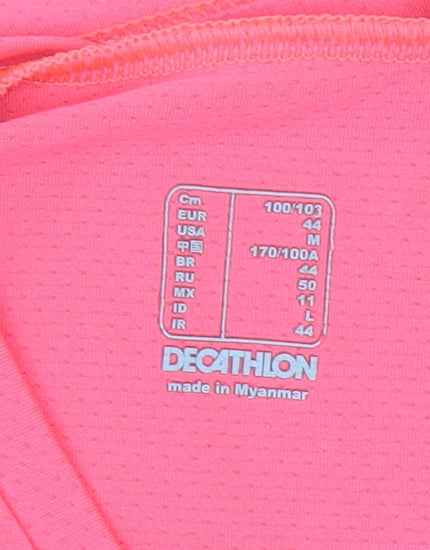 Cm 100/103
EUR 44
USA M
中国 170/100A
BR 44
RU 50
MX 11
ID L
IR 44
DECATHLON
made in Myanmar